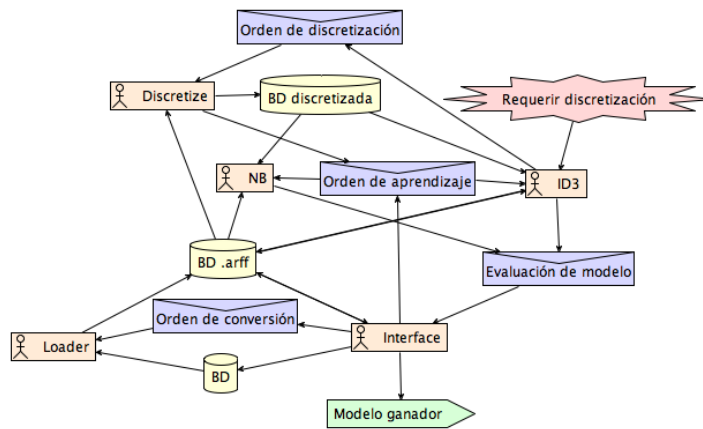 Orden de discretización
Discretize
BD discretizada
Requerir discretización
NB
Orden de aprendizaje
ID3
BD .arff
Evaluación de modelo
Orden de conversión
Loader
Interface
BD
Modelo ganador